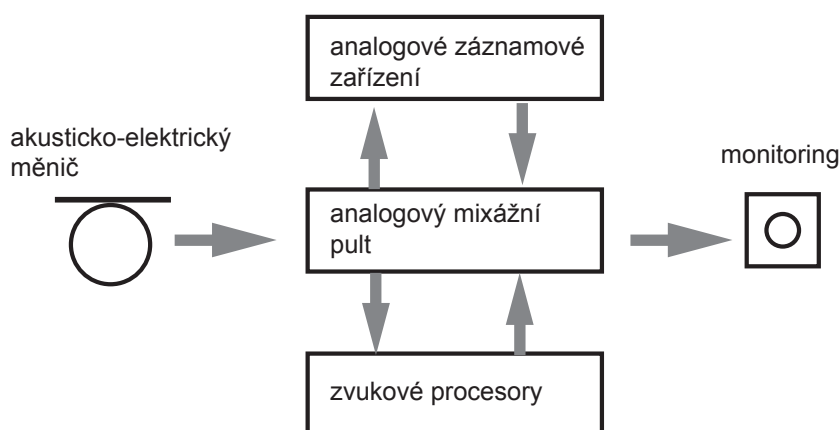 analogové záznamové
zařízení
akusticko-elektrický
měnič
monitoring
analogový mixážní
pult
zvukové procesory